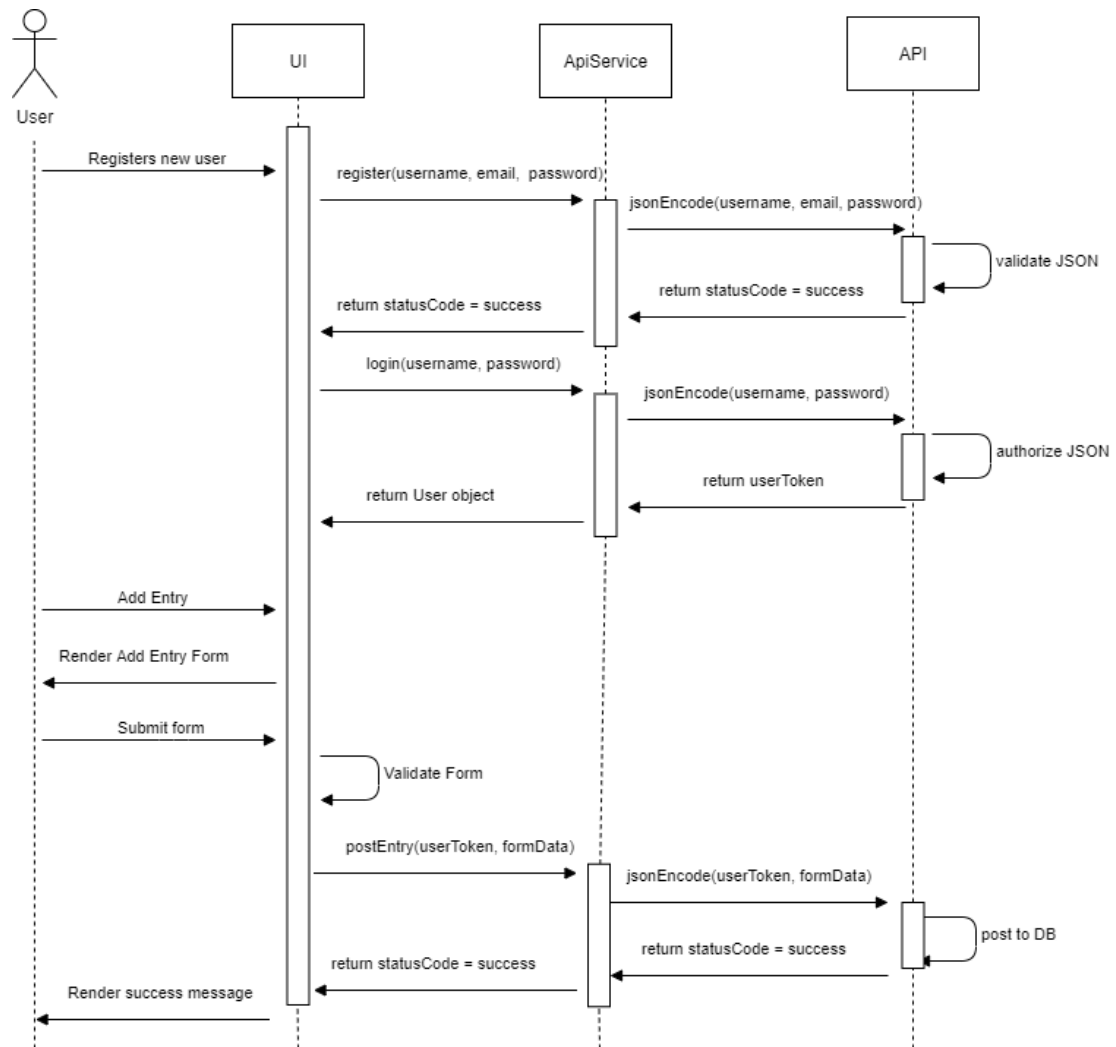 UI
ApiService
API
User
Registers new user
register(username, email, password)
jsonEncode(username, email, password)
validate JSON
return statusCode = success
return statusCode = success
login(username, password)
jsonEncode(username, password)
authorize JSON
return userToken
return User object
Add Entry
Render Add Entry Form
Submit form
Validate Form
postEntry(userToken, formData)
jsonEncode(userToken, formData)
post to DB
return statusCode = success
return statusCode = success
Render success message